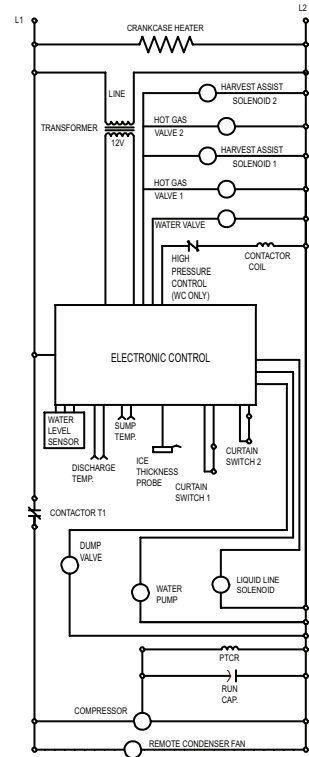 L1
L2
CRANKCASE HEATER
LINE
HARVEST ASSIST
SOLENOID 2
TRANSFORMER
12V
HOT GAS
VALVE 2
HARVEST ASSIST
SOLENOID 1
HOT GAS
VALVE 1
WATER VALVE
HIGH
PRESSURE
CONTROL
(WC ONLY)
CONTACTOR
COIL
ELECTRONIC CONTROL
WATER
LEVEL
SENSOR
DISCHARGE
TEMP.
SUMP
TEMP.
ICE
THICKNESS
PROBE
CURTAIN
SWITCH 1
CURTAIN
SWITCH 2
CONTACTOR T1
DUMP
VALVE
WATER
PUMP
LIQUID LINE
SOLENOID
PTCR
RUN
CAP.
COMPRESSOR
REMOTE CONDENSER FAN